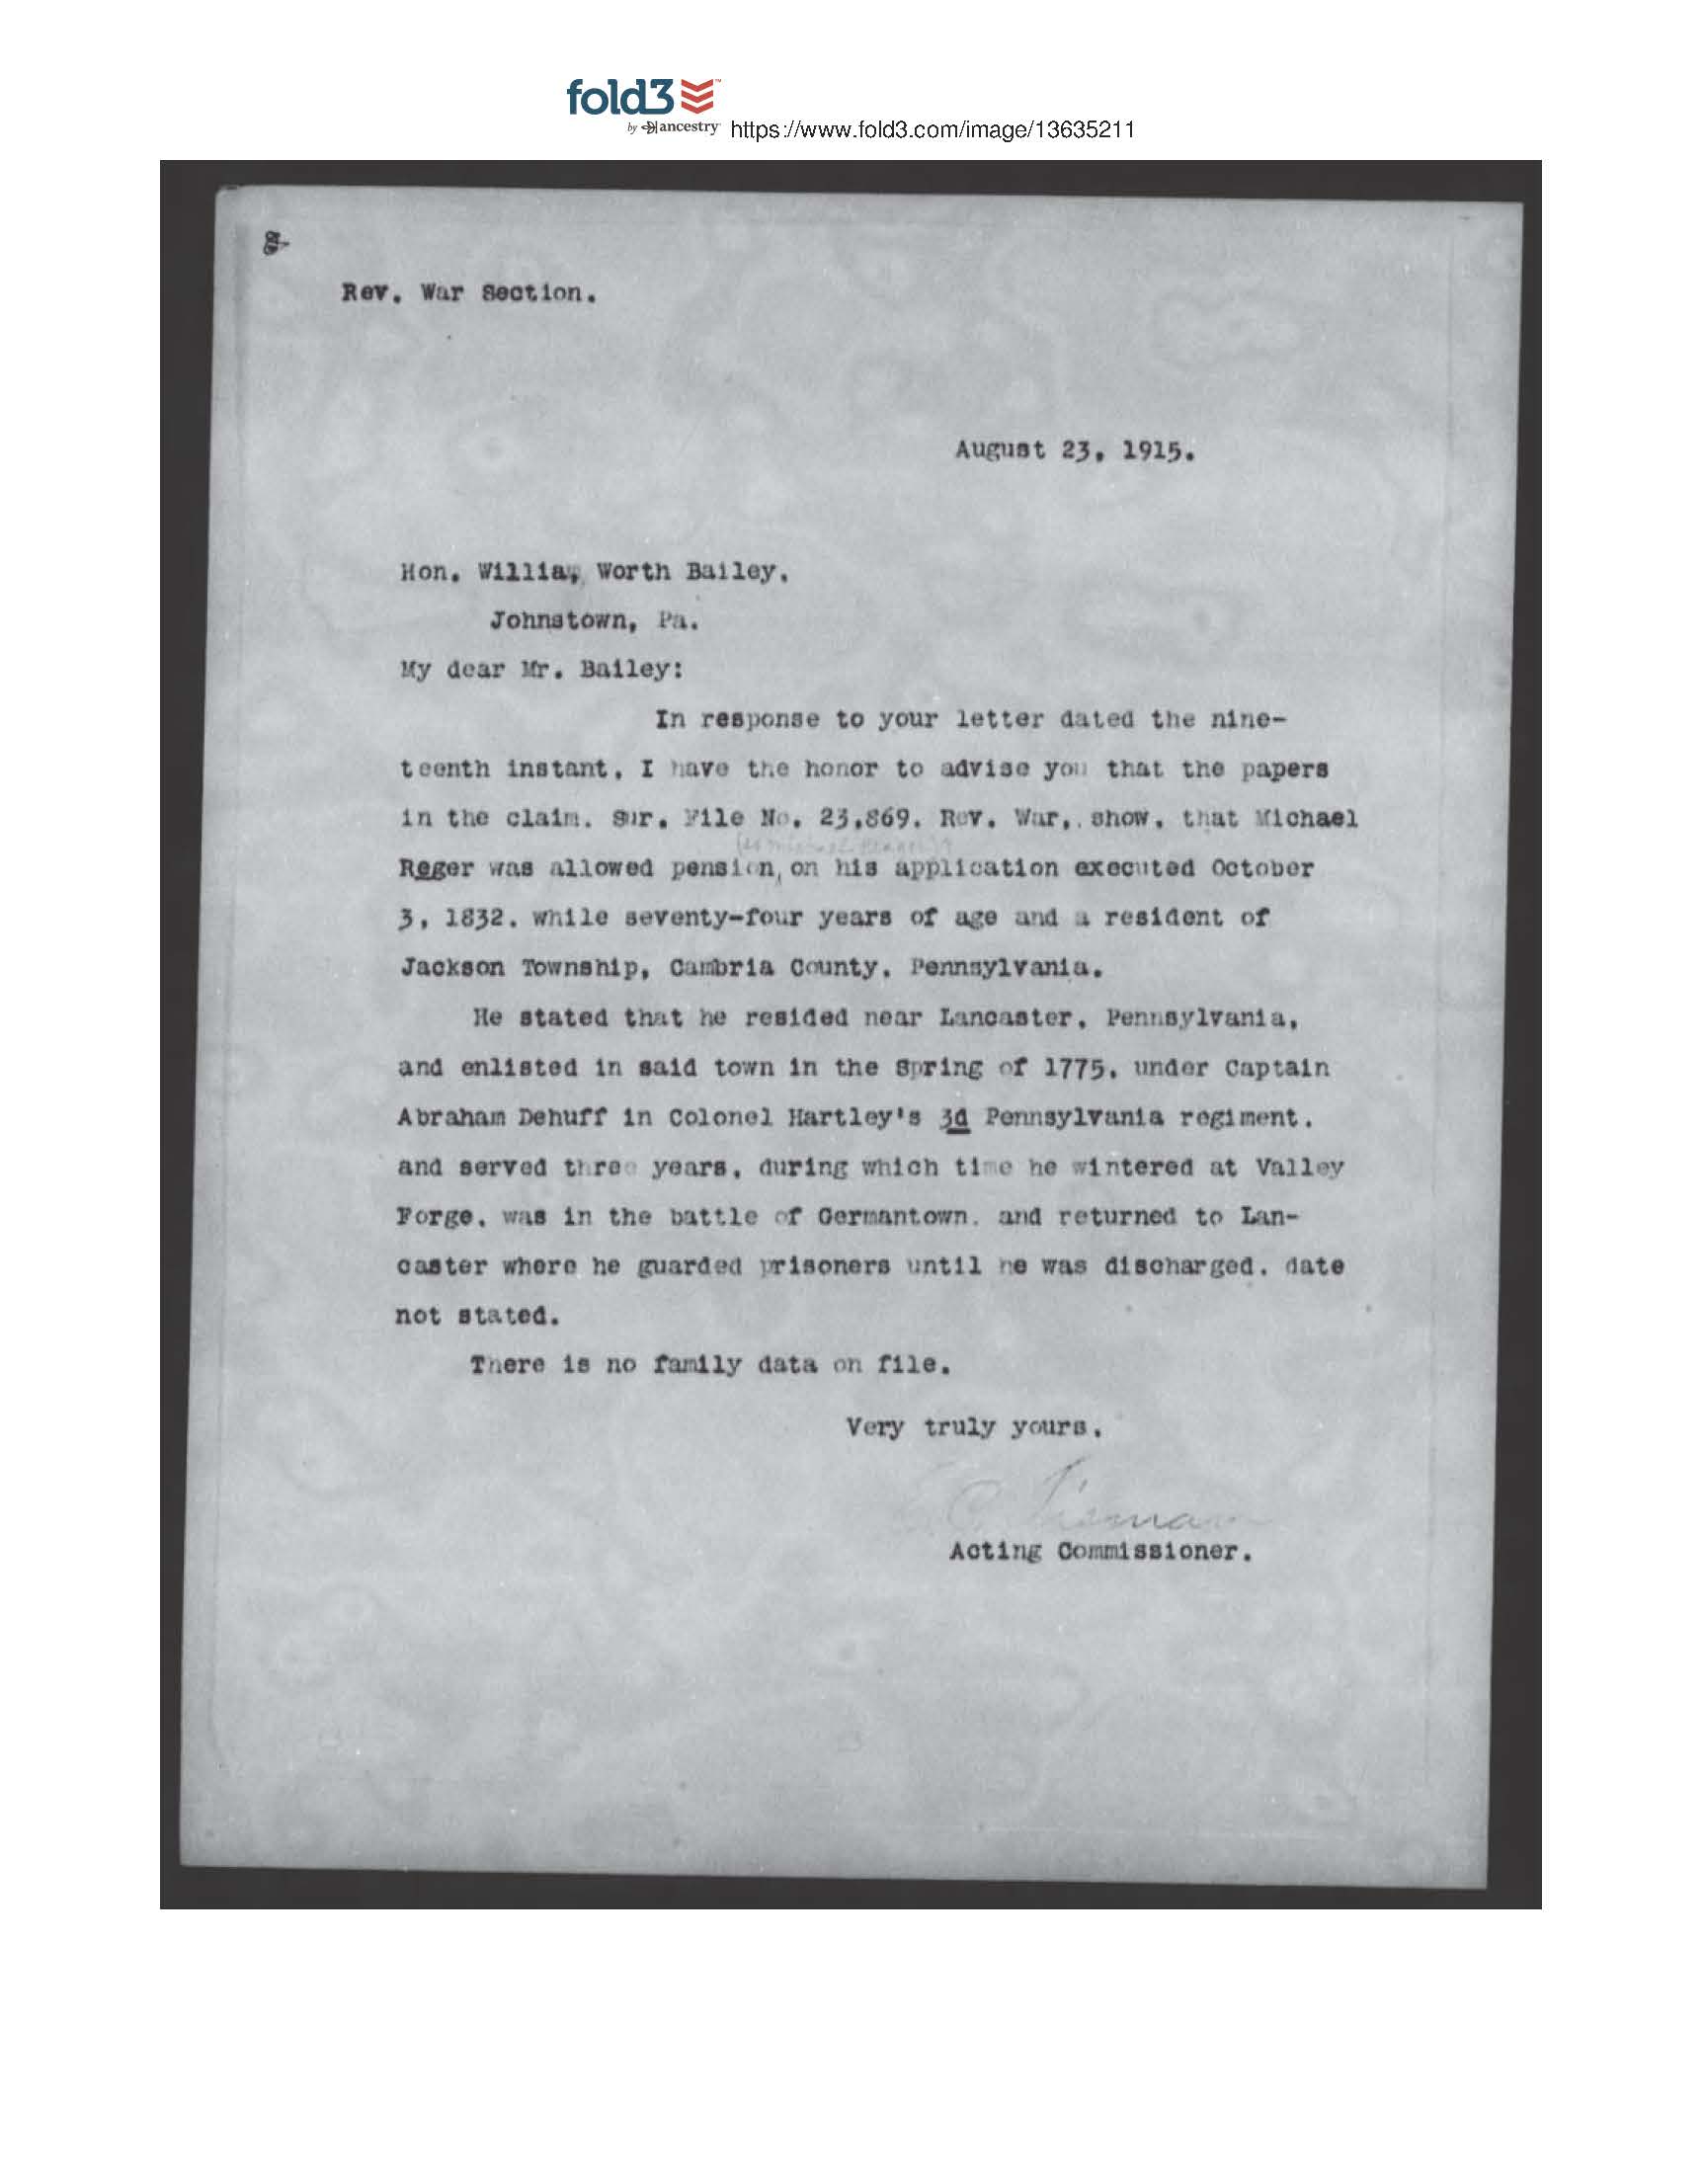 fold3
by ancestry https://www.fold3.com/image/13635211
Rev. War Section.
August 23, 1915.
Hon. Willia, Worth Bailey,
Johnstown, Pa.
My dear Mr. Bailey:
In response to your letter dated the nine-
teenth instant, I have the honor to advise you that the papers
in the claim. Sur. File No. 23,869. Rev. War,. show, that Michael
Reger was allowed pension, on his application executed October
3, 1832. while seventy-four years of age and a resident of
Jackson Township, Cambria County, Pennsylvania.
He stated that he resided near Lancaster, Pennsylvania,
and enlisted in said town in the Spring of 1775, under Captain
Abraham Dehuff in Colonel Hartley's 3d Pennsylvania regiment,
and served three years, during which time he wintered at Valley
Forge, was in the battle of Germantown, and returned to Lan-
caster where he guarded prisoners until he was discharged, date
not stated.
There is no family data on file.
Very truly yours,
Acting Commissioner.